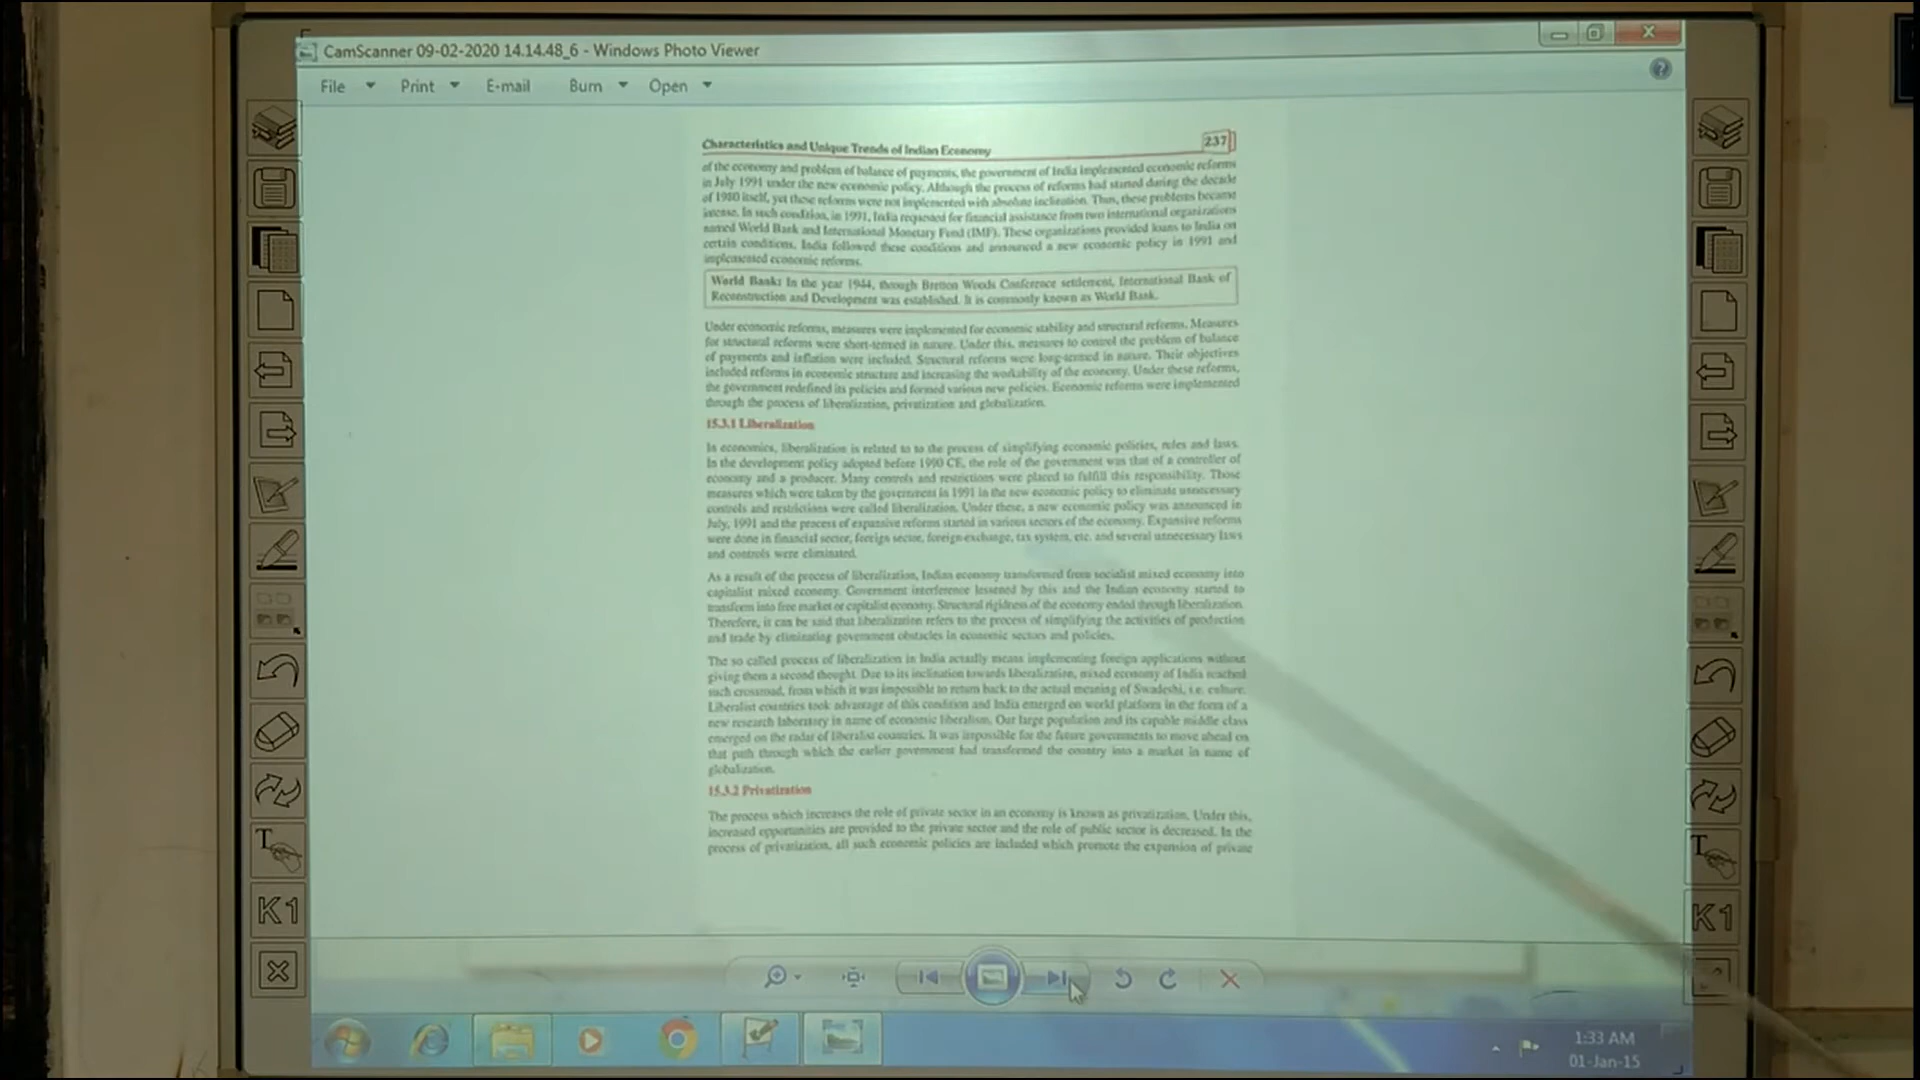 CamScanner 09-02-2020 14.14.48_6 - Windows Photo Viewer
File Print E-mail Burn Open
Characteristics and Unique Trends of Indian Economy 237
of the economy and problem of balance of payments, the government of India implemented economic reforms
in July 1991 under the new economic policy. Although the process of reforms had started during the decade
of 1980 itself, yet these reforms were not implemented with absolute inclination. Thus, these problems became
intense. In such condition, in 1991, India requested for financial assistance from two international organizations
named World Bank and International Monetary Fund (IMF). These organizations provided loans to India on
certain conditions. India followed these conditions and announced a new economic policy in 1991 and
implemented economic reforms.
World Bank: In the year 1944, through Bretton Woods Conference settlement, International Bank of
Reconstruction and Development was established. It is commonly known as World Bank.
Under economic reforms, measures were implemented for economic stability and structural reforms. Measures
for structural reforms were short-termed in nature. Under this, measures to control the problem of balance
of payments and inflation were included. Structural reforms were long-termed in nature. Their objectives
included reforms in economic structure and increasing the workability of the economy. Under these reforms,
the government redefined its policies and formed various new policies. Economic reforms were implemented
through the process of liberalization, privatization and globalization.
15.3.1 Liberalization
In economics, liberalization is related to to the process of simplifying economic policies, rules and laws.
In the development policy adopted before 1990 CE, the role of the government was that of a controller of
economy and a producer. Many controls and restrictions were placed to fulfill this responsibility. Those
measures which were taken by the government in 1991 in the new economic policy to eliminate unnecessary
controls and restrictions were called liberalization. Under these, a new economic policy was announced in
July, 1991 and the process of expansive reforms started in various sectors of the economy. Expansive reforms
were done in financial sector, foreign sector, foreign exchange, tax system, etc. and several unnecessary laws
and controls were eliminated.
As a result of the process of liberalization, Indian economy transformed from socialist mixed economy into
capitalist mixed economy. Government interference lessened by this and the Indian economy started to
transform into free market or capitalist economy. Structural rigidness of the economy ended through liberalization.
Therefore, it can be said that liberalization refers to the process of simplifying the activities of production
and trade by eliminating government obstacles in economic sectors and policies.
The so called process of liberalization in India actually means implementing foreign applications without
giving them a second thought. Due to its inclination towards liberalization, mixed economy of India reached
such crossroad, from which it was impossible to return back to the actual meaning of Swadeshi, i.e. culture.
Liberalist countries took advantage of this condition and India emerged on world platform in the form of a
new research laboratory in name of economic liberalism. Our large population and its capable middle class
emerged on the radar of liberalist countries. It was impossible for the future governments to move ahead on
that path through which the earlier government had transformed the country into a market in name of
globalization.
15.3.2 Privatization
The process which increases the role of private sector in an economy is known as privatization. Under this,
increased opportunities are provided to the private sector and the role of public sector is decreased. In the
process of privatization, all such economic policies are included which promote the expansion of private
T T
K1 K1
1:33 AM
01-Jan-15